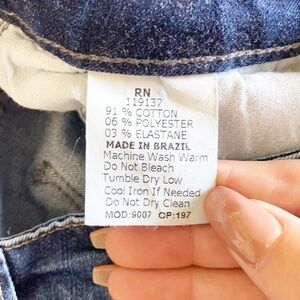 RN
119137
91 % COTTON
06 % POLYESTER
03 % ELASTANE
MADE IN BRAZIL
Machine Wash Warm
Do Not Bleach
Tumble Dry Low
Cool Iron If Needed
Do Not Dry Clean
MOD:9007 OP:197